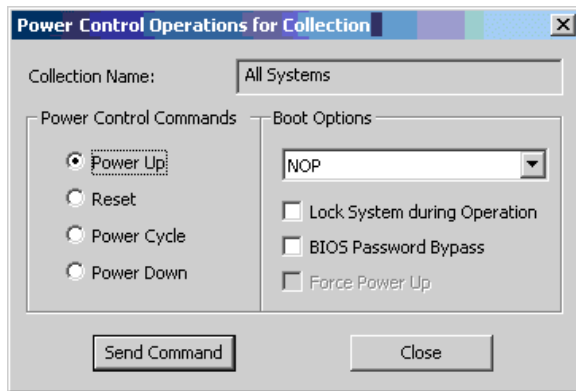 Power Control Operations for Collection
Collection Name: All Systems
Power Control Commands
Power Up
Reset
Power Cycle
Power Down
Boot Options
NOP
Lock System during Operation
BIOS Password Bypass
Force Power Up
Send Command
Close